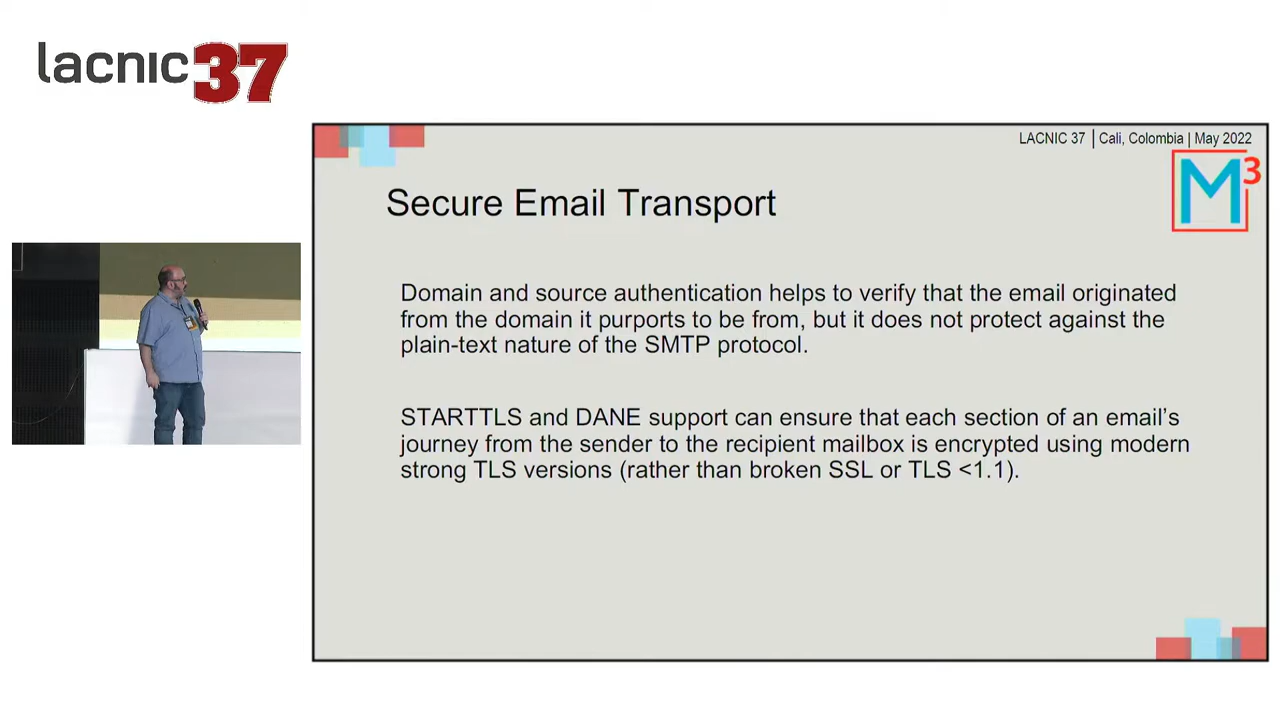 lacnic37
LACNIC 37 | Cali, Colombia | May 2022
M3
Secure Email Transport
Domain and source authentication helps to verify that the email originated
from the domain it purports to be from, but it does not protect against the
plain-text nature of the SMTP protocol.
STARTTLS and DANE support can ensure that each section of an email’s
journey from the sender to the recipient mailbox is encrypted using modern
strong TLS versions (rather than broken SSL or TLS <1.1).